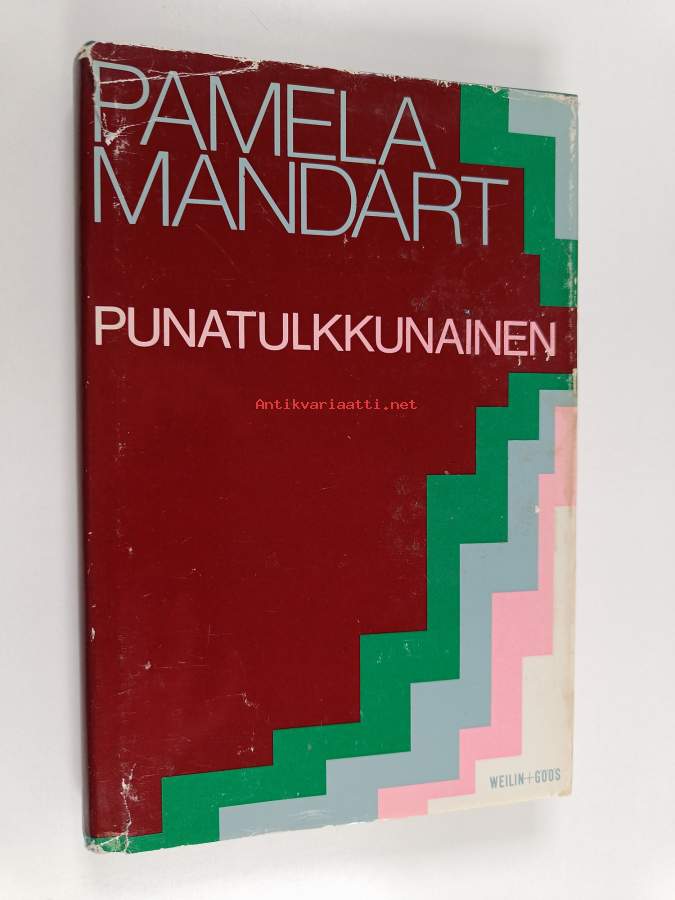 PAMELA
MANDART
PUNATULKKUNAINEN
Antikvariaatti.net
WEILIN+GÖÖS